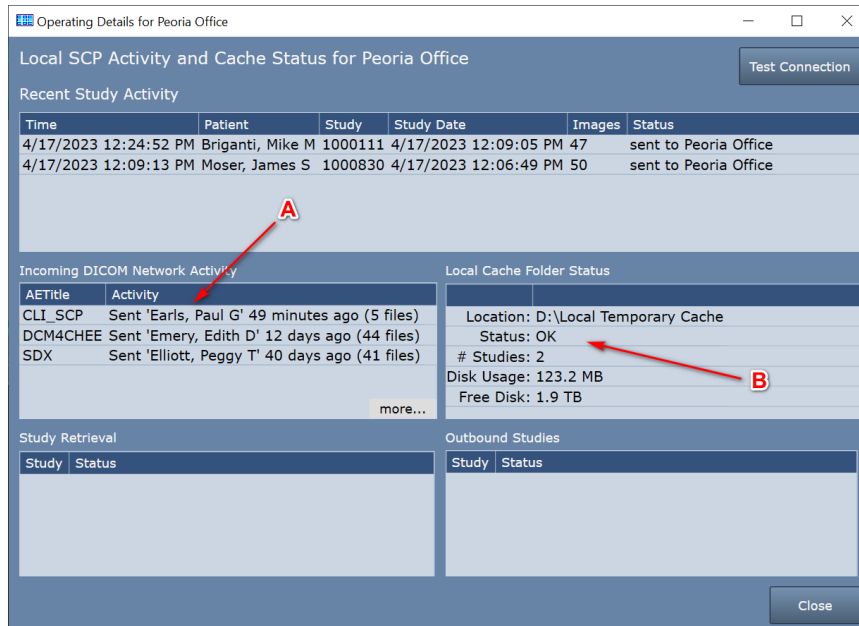 Operating Details for Peoria Office
Local SCP Activity and Cache Status for Peoria Office
Test Connection
Recent Study Activity
Time Patient Study Study Date Images Status
4/17/2023 12:24:52 PM Briganti, Mike M 1000111 4/17/2023 12:09:05 PM 47 sent to Peoria Office
4/17/2023 12:09:13 PM Moser, James S 1000830 4/17/2023 12:06:49 PM 50 sent to Peoria Office
A
Incoming DICOM Network Activity
AETitle Activity
CLI_SCP Sent 'Earls, Paul G' 49 minutes ago (5 files)
DCM4CHEE Sent 'Emery, Edith D' 12 days ago (44 files)
SDX Sent 'Elliott, Peggy T' 40 days ago (41 files)
more...
Local Cache Folder Status
Location: D:\Local Temporary Cache
Status: OK
# Studies: 2
Disk Usage: 123.2 MB
Free Disk: 1.9 TB
B
Study Retrieval
Study Status
Outbound Studies
Study Status
Close